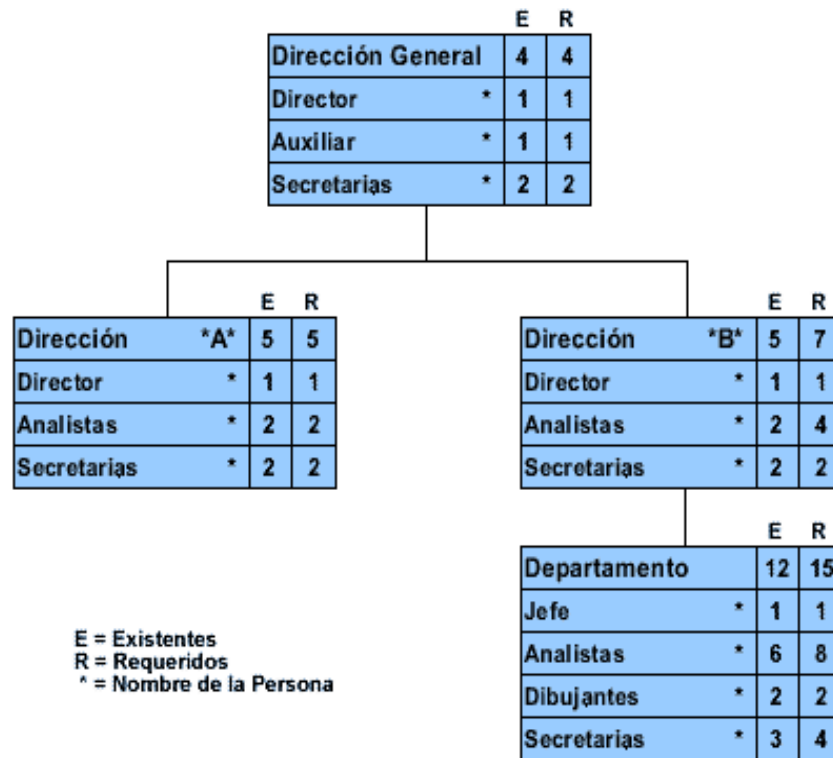 E R
Dirección General 4 4
Director * 1 1
Auxiliar * 1 1
Secretarias * 2 2
E R
Dirección *A* 5 5
Director * 1 1
Analistas * 2 2
Secretarias * 2 2
E R
Dirección *B* 5 7
Director * 1 1
Analistas * 2 4
Secretarias * 2 2
E R
Departamento 12 15
Jefe * 1 1
Analistas * 6 8
Dibujantes * 2 2
Secretarias * 3 4
E = Existentes
R = Requeridos
* = Nombre de la Persona